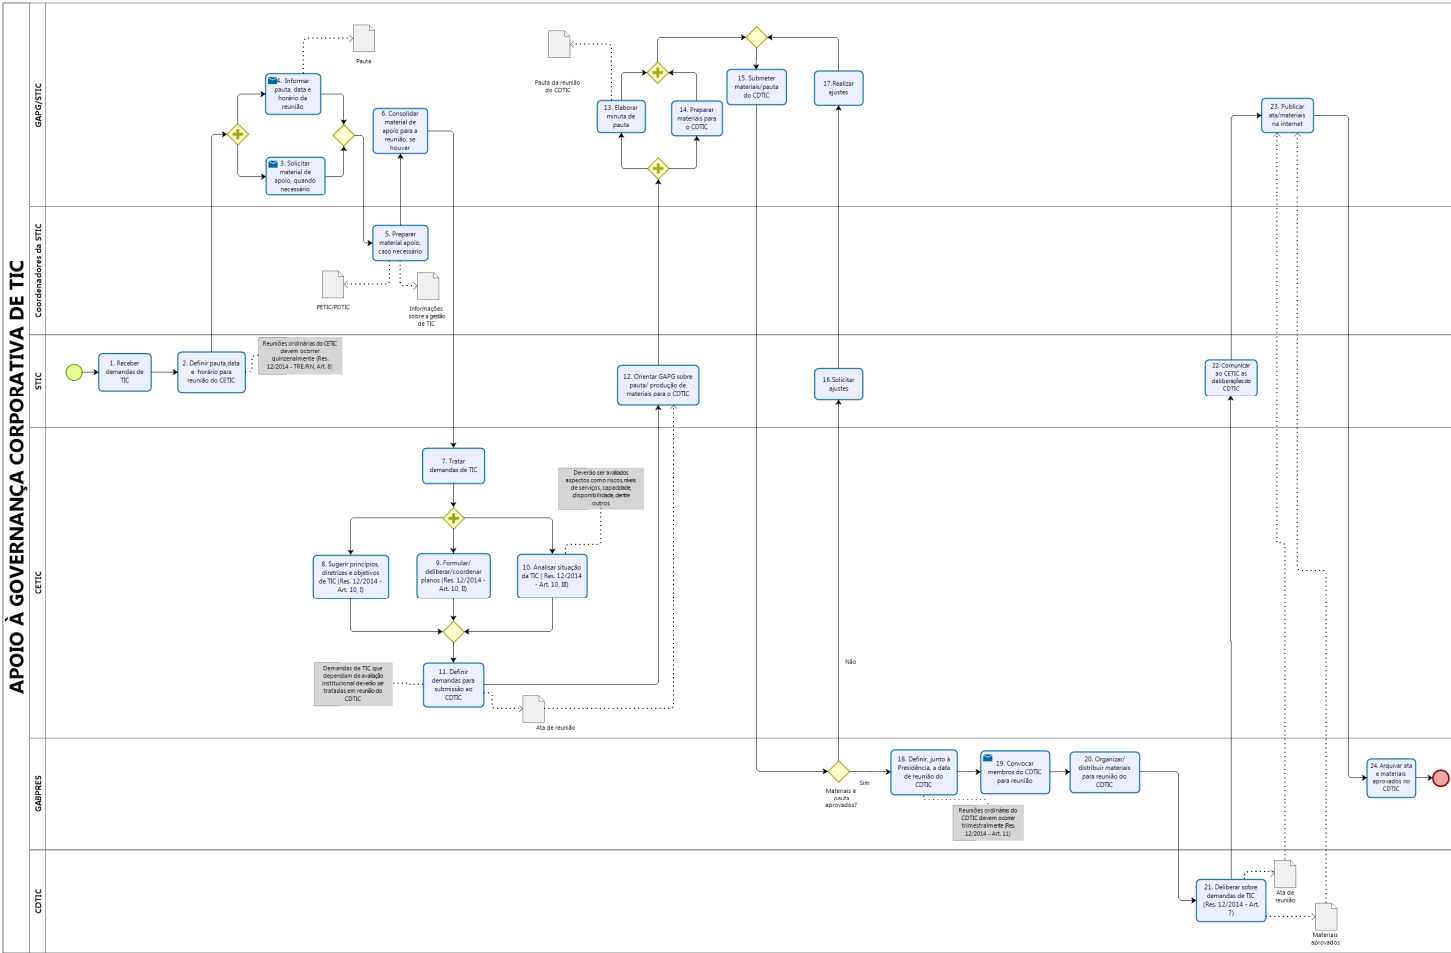 APOIO À GOVERNANÇA CORPORATIVA DE TIC
GAPG/STIC
Pauta
4. Informar
pauta, data e
horário da
reunião
3. Solicitar
material de
apoio, quando
necessário
6. Consolidar
material de
apoio para a
reunião, se
houver
Pauta da reunião
do CDTIC
13. Elaborar
minuta de
pauta
14. Preparar
materiais para
o CDTIC
15. Submeter
materiais/pauta
do CDTIC
17.Realizar
ajustes
23. Publicar
ata/materiais
na internet
Coordenadores da STIC
5. Preparar
material apoio,
caso necessário
PETIC/PDTIC
Informações
sobre a gestão
de TIC
STIC
1. Receber
demandas de
TIC
2. Definir pauta,data
e horário para
reunião do CETIC
Reuniões ordinárias do CETIC
devem ocorrer
quinzenalmente (Res.
12/2014 - TRE/RN, Art. 8)
12. Orientar GAPG sobre
pauta/ produção de
materiais para o CDTIC
16.Solicitar
ajustes
22. Comunicar
ao CETIC as
deliberações do
CDTIC
CETIC
7. Tratar
demandas de TIC
Deverão ser avaliados
aspectos como riscos,níveis
de serviços, capacidade,
disponibilidade, dentre
outros
8. Sugerir princípios,
diretrizes e objetivos
de TIC (Res. 12/2014 -
Art. 10, I)
9. Formular/
deliberar/coordenar
planos (Res. 12/2014 -
Art. 10, II)
10. Analisar situação
da TIC ( Res. 12/2014
- Art. 10, III)
Demandas de TIC que
dependam de avaliação
institucional deverão ser
tratadas em reunião do
CDTIC
11. Definir
demandas para
submissão ao
CDTIC
Ata de reunião
Não
GABPRES
Materiais e
pauta
aprovados?
Sim
18. Definir, junto à
Presidência, a data
de reunião do
CDTIC
19. Convocar
membros do CDTIC
para reunião
20. Organizar/
distribuir materiais
para reunião do
CDTIC
Reuniões ordinárias do
CDTIC devem ocorrer
trimestralmente (Res.
12/2014 - Art. 11)
24. Arquivar ata
e materiais
aprovados no
CDTIC
CDTIC
21. Deliberar sobre
demandas de TIC
(Res. 12/2014 - Art.
7)
Ata de
reunião
Materiais
aprovados